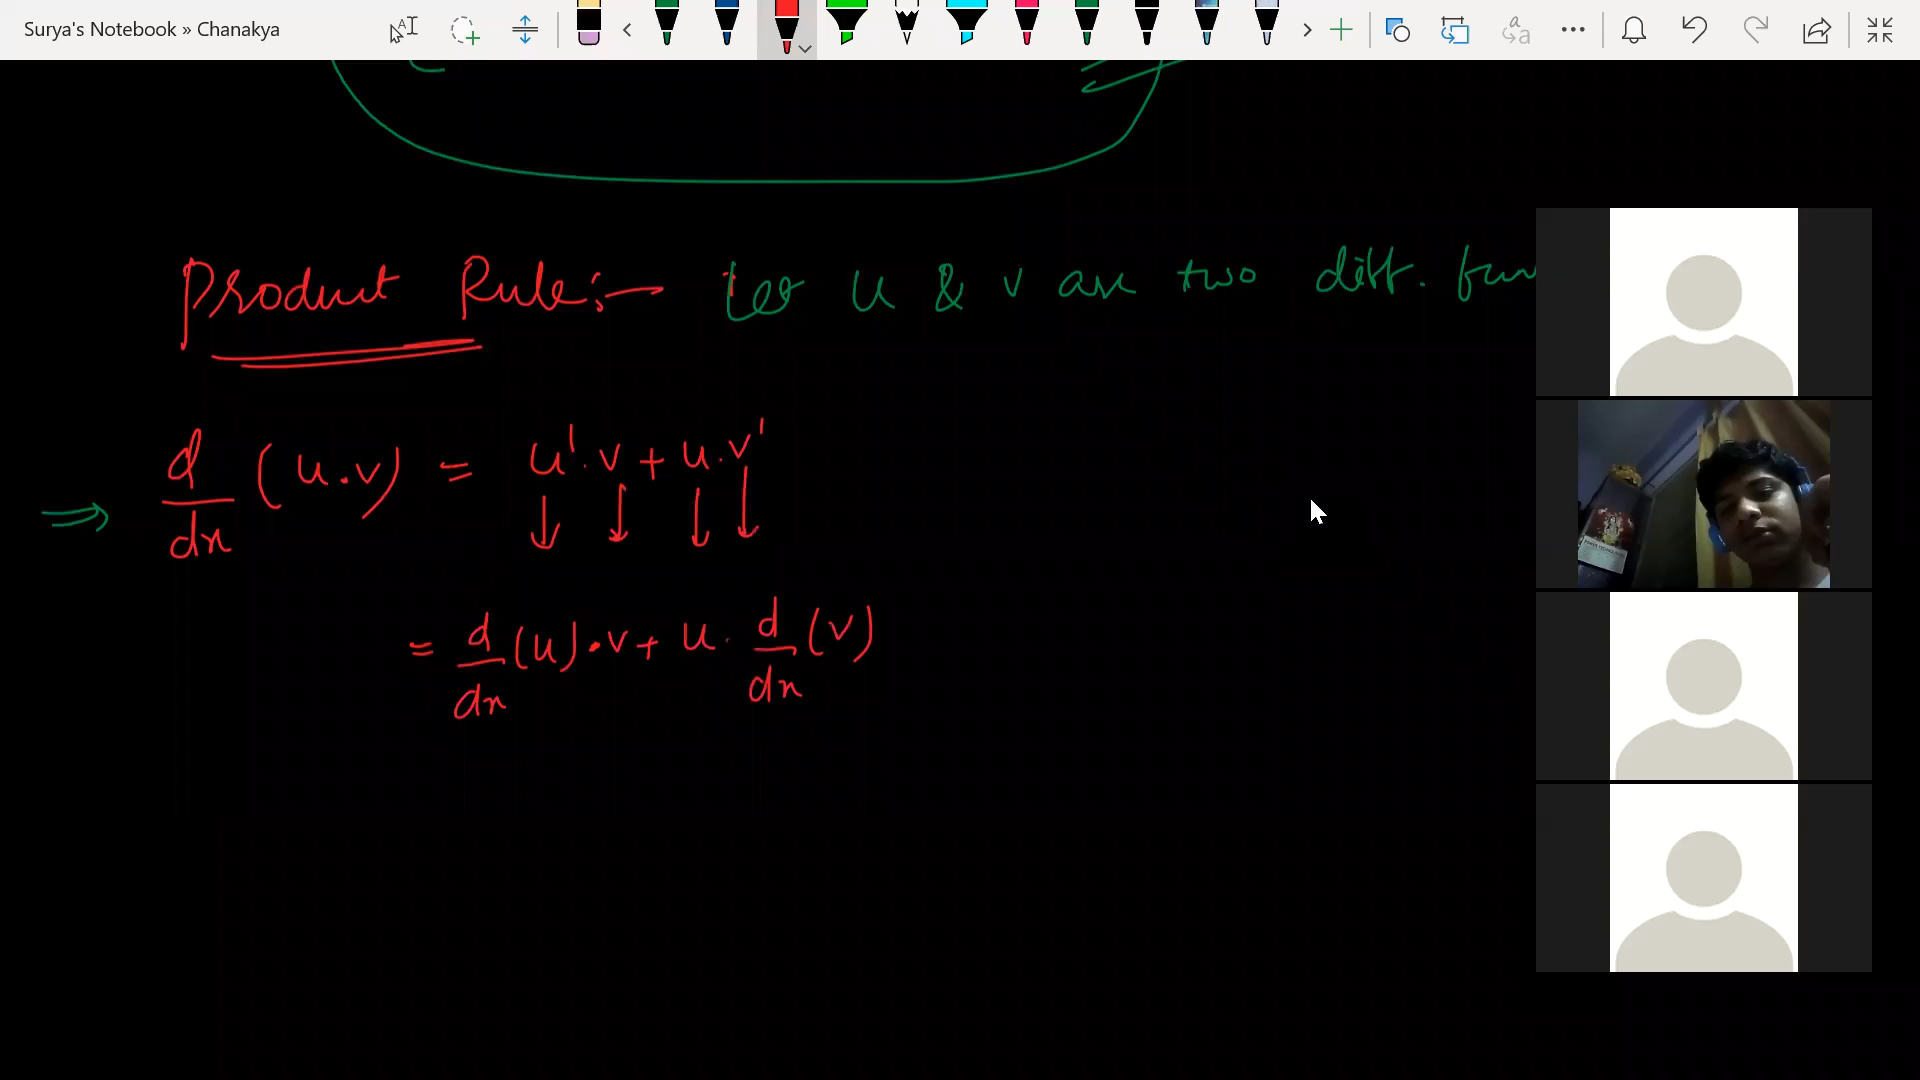 Surya's Notebook » Chanakya
Product Rule:- Let u & v are two diff. fun
⇒ d/dx (u.v) = u'.v + u.v'
= d/dx (u).v + u. d/dx (v)